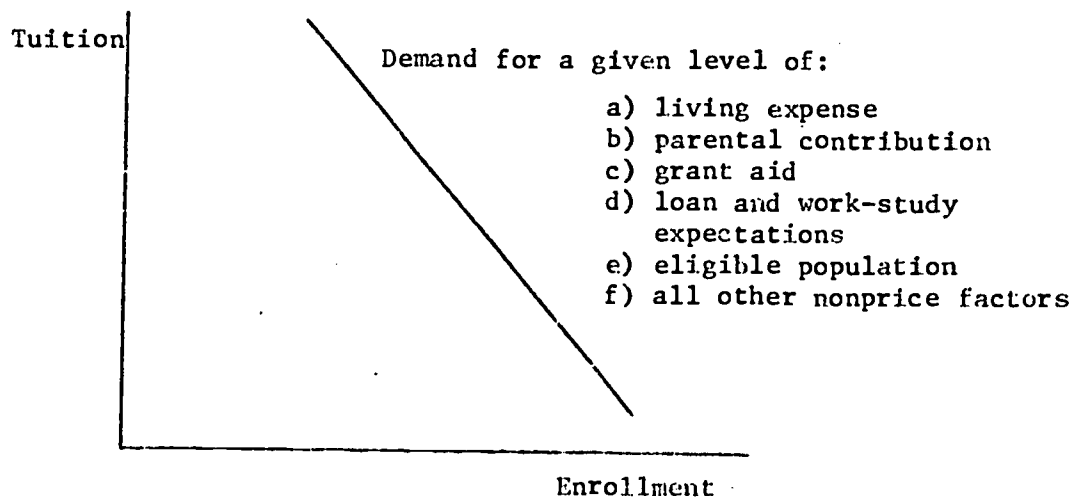 Tuition
Demand for a given level of:
a) living expense
b) parental contribution
c) grant aid
d) loan and work-study
expectations
e) eligible population
f) all other nonprice factors
Enrollment